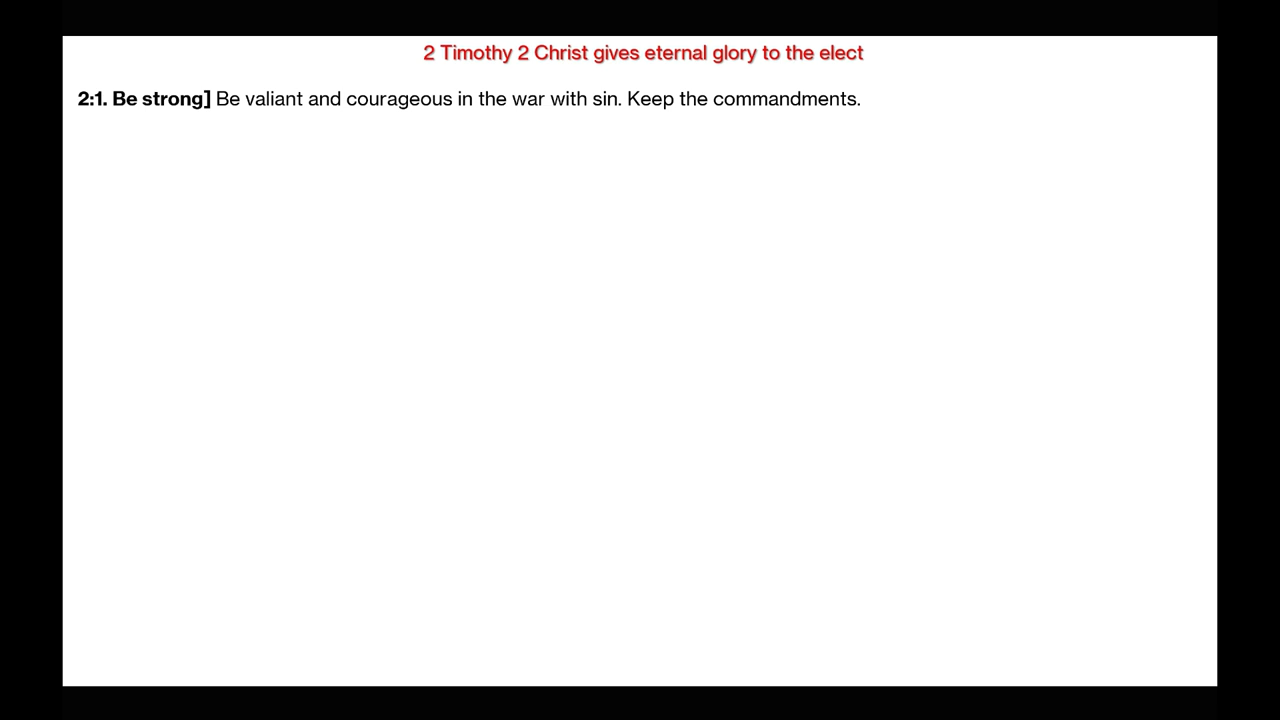 2 Timothy 2 Christ gives eternal glory to the elect
2:1. Be strong] Be valiant and courageous in the war with sin. Keep the commandments.